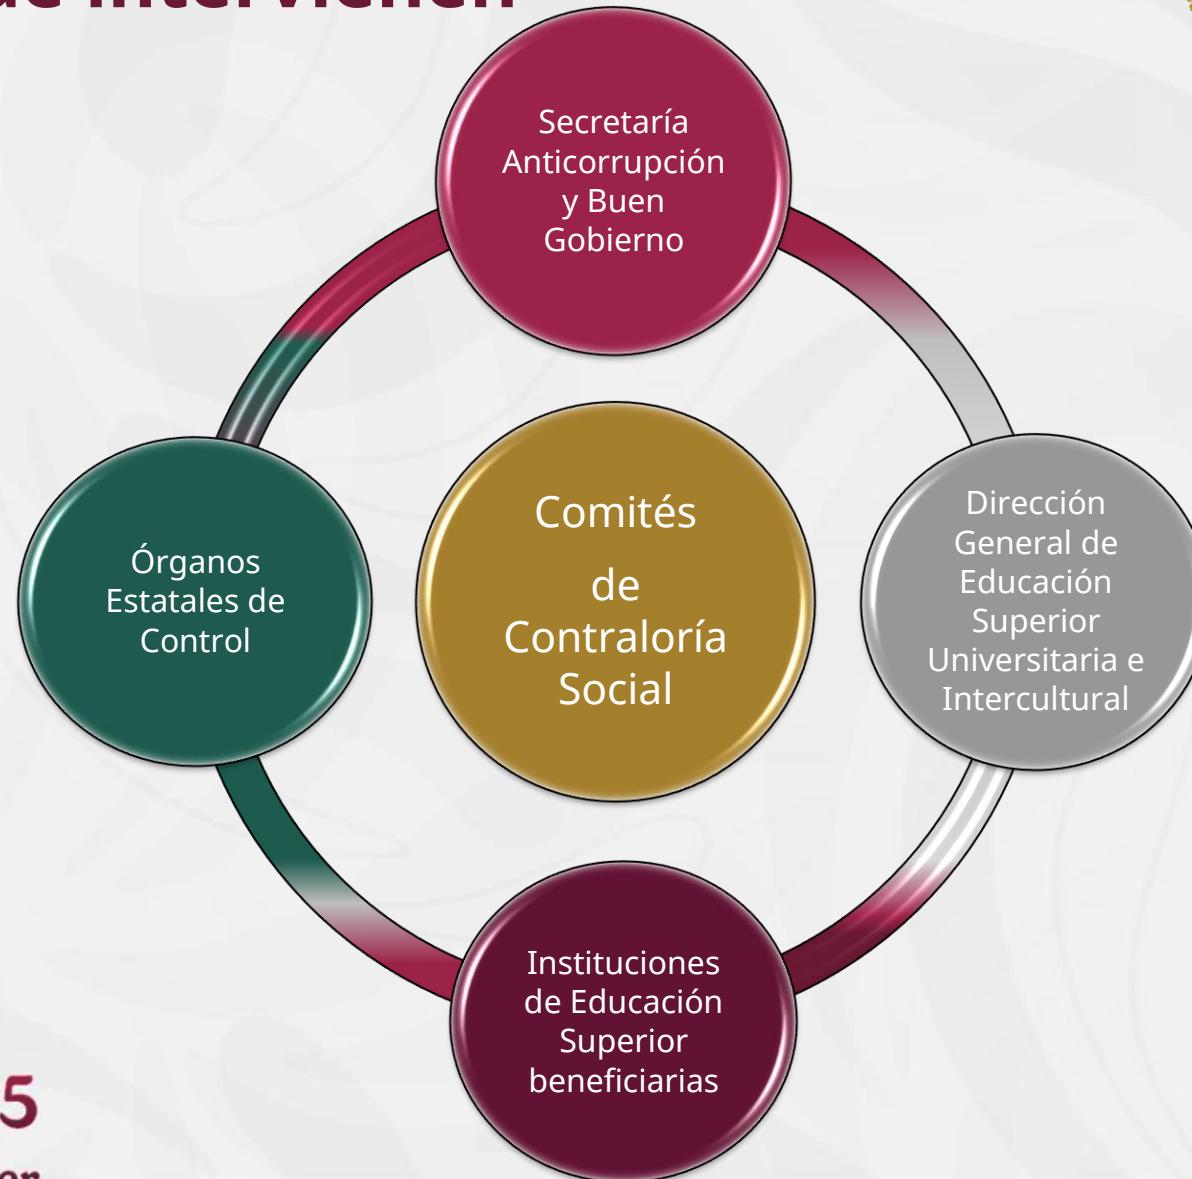 intervienen
Secretaría
Anticorrupción
y Buen
Gobierno
Órganos
Estatales de
Control
Comités
de
Contraloría
Social
Dirección
General de
Educación
Superior
Universitaria e
Intercultural
Instituciones
de Educación
Superior
beneficiarias
5